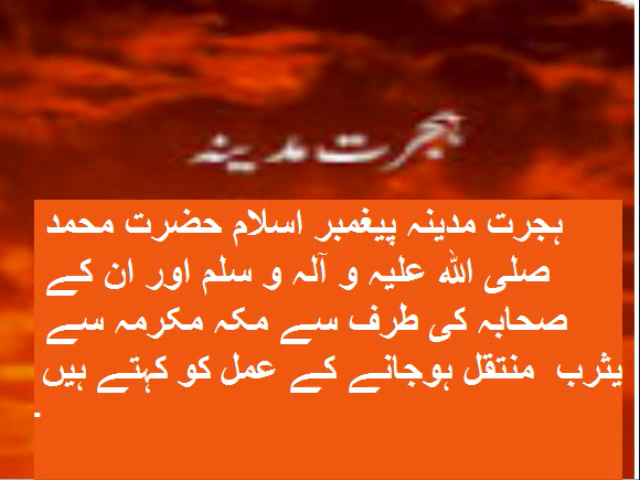 ہجرت مدینہ
ہجرت مدینہ پیغمبر اسلام حضرت محمد
صلی اللہ علیہ و آلہ و سلم اور ان کے
صحابہ کی طرف سے مکہ مکرمہ سے
یثرب منتقل ہوجانے کے عمل کو کہتے ہیں
.